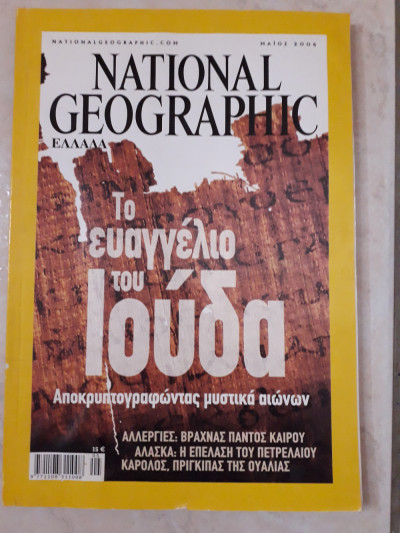 NATIONALGEOGRAPHIC.COM ΜΑΪΟΣ 2006
NATIONAL
GEOGRAPHIC
ΕΛΛΑΔΑ
Το
ευαγγέλιο
του
Ιούδα
Αποκρυπτογραφώντας μυστικά αιώνων
ΑΛΛΕΡΓΙΕΣ: ΒΡΑΧΝΑΣ ΠΑΝΤΟΣ ΚΑΙΡΟΥ
ΑΛΑΣΚΑ: Η ΕΠΕΛΑΣΗ ΤΟΥ ΠΕΤΡΕΛΑΙΟΥ
ΚΑΡΟΛΟΣ, ΠΡΙΓΚΙΠΑΣ ΤΗΣ ΟΥΑΛΙΑΣ